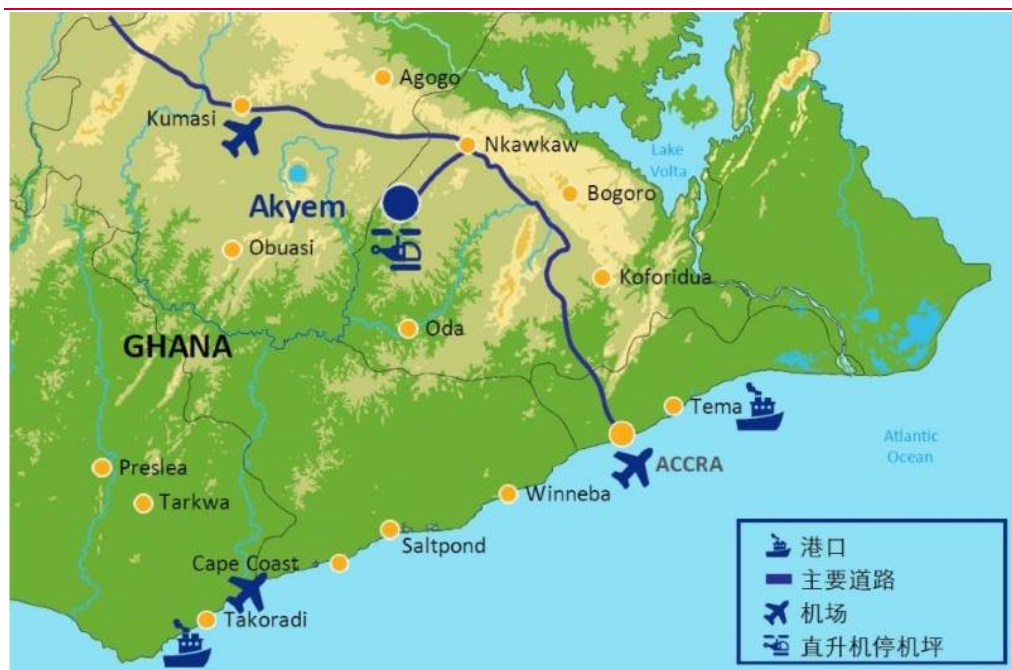 Agogo
Kumasi
Nkawkaw
Lake
Volta
Akyem
Bogoro
Obuasi
Koforidua
Oda
GHANA
Tema
Atlantic
Ocean
ACCRA
Preslea
Tarkwa
Winneba
Saltpond
Cape Coast
Takoradi
港口
主要道路
机场
直升机停机坪